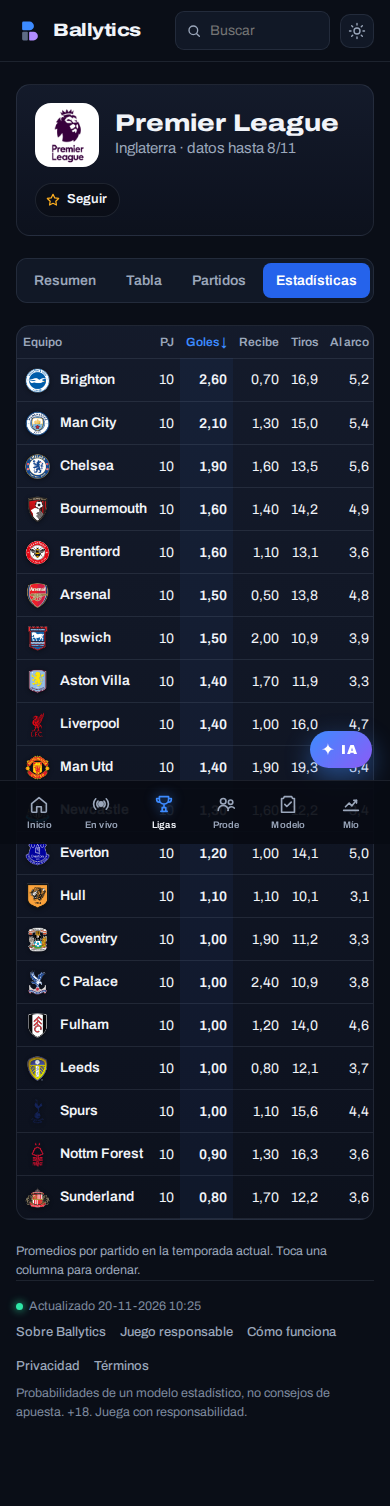 Ballytics Buscar
Premier League
Premier
League
Inglaterra · datos hasta 8/11
Seguir
Resumen Tabla Partidos Estadísticas
Equipo PJ Goles↓ Recibe Tiros Al arco
Brighton 10 2,60 0,70 16,9 5,2
Man City 10 2,10 1,30 15,0 5,4
Chelsea 10 1,90 1,60 13,5 5,6
Bournemouth 10 1,60 1,40 14,2 4,9
Brentford 10 1,60 1,10 13,1 3,6
Arsenal 10 1,50 0,50 13,8 4,8
Ipswich 10 1,50 2,00 10,9 3,9
Aston Villa 10 1,40 1,70 11,9 3,3
Liverpool 10 1,40 1,00 16,0 4,7
✦ IA
Man Utd 10 1,40 1,90 19,3
Newcastle
Inicio En vivo Ligas Prode Modelo Mío
Everton 10 1,20 1,00 14,1 5,0
Hull 10 1,10 1,10 10,1 3,1
Coventry 10 1,00 1,90 11,2 3,3
C Palace 10 1,00 2,40 10,9 3,8
Fulham 10 1,00 1,20 14,0 4,6
Leeds 10 1,00 0,80 12,1 3,7
Spurs 10 1,00 1,10 15,6 4,4
Nottm Forest 10 0,90 1,30 16,3 3,6
Sunderland 10 0,80 1,70 12,2 3,6
Promedios por partido en la temporada actual. Toca una
columna para ordenar.
Actualizado 20-11-2026 10:25
Sobre Ballytics Juego responsable Cómo funciona
Privacidad Términos
Probabilidades de un modelo estadístico, no consejos de
apuesta. +18. Juega con responsabilidad.